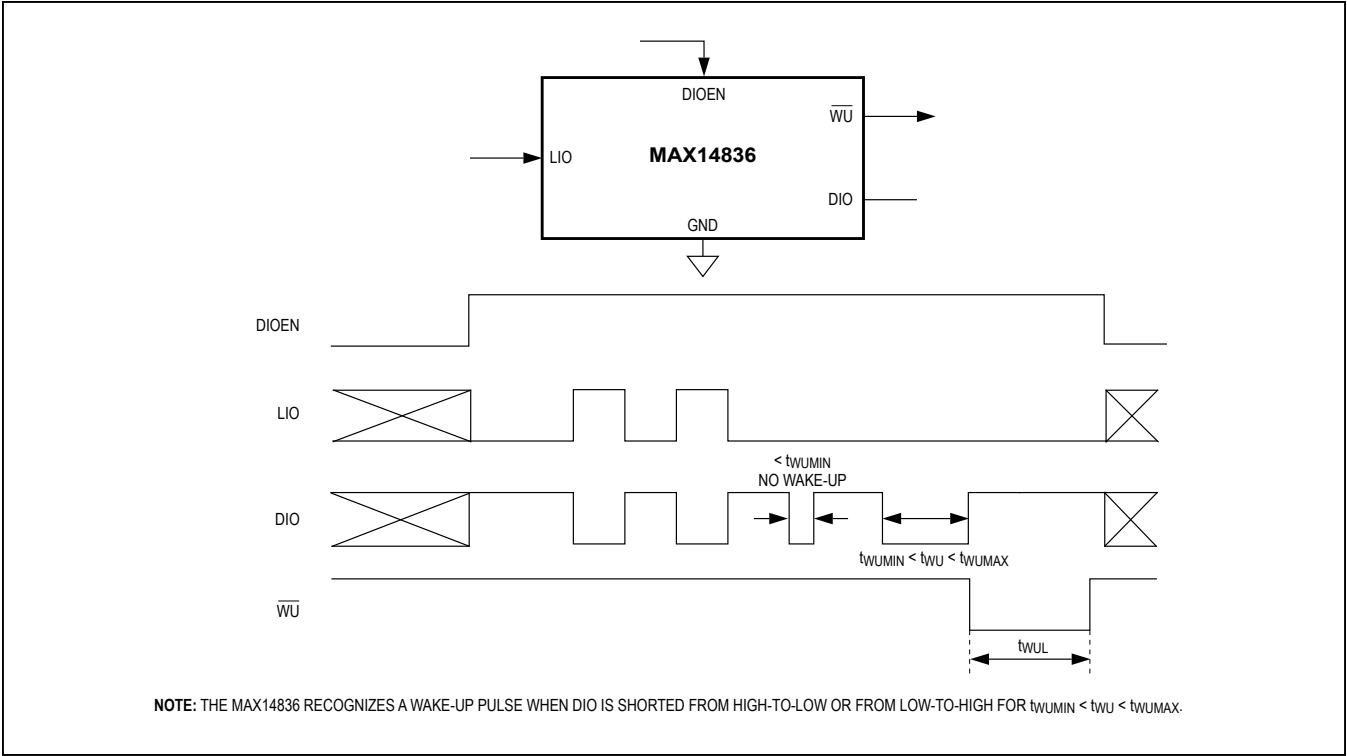 DIOEN
W̅U̅
LIO
MAX14836
DIO
GND
DIOEN
LIO
< tWUMIN
NO WAKE-UP
DIO
tWUMIN < tWU < tWUMAX
W̅U̅
tWUL
NOTE: THE MAX14836 RECOGNIZES A WAKE-UP PULSE WHEN DIO IS SHORTED FROM HIGH-TO-LOW OR FROM LOW-TO-HIGH FOR tWUMIN < tWU < tWUMAX.